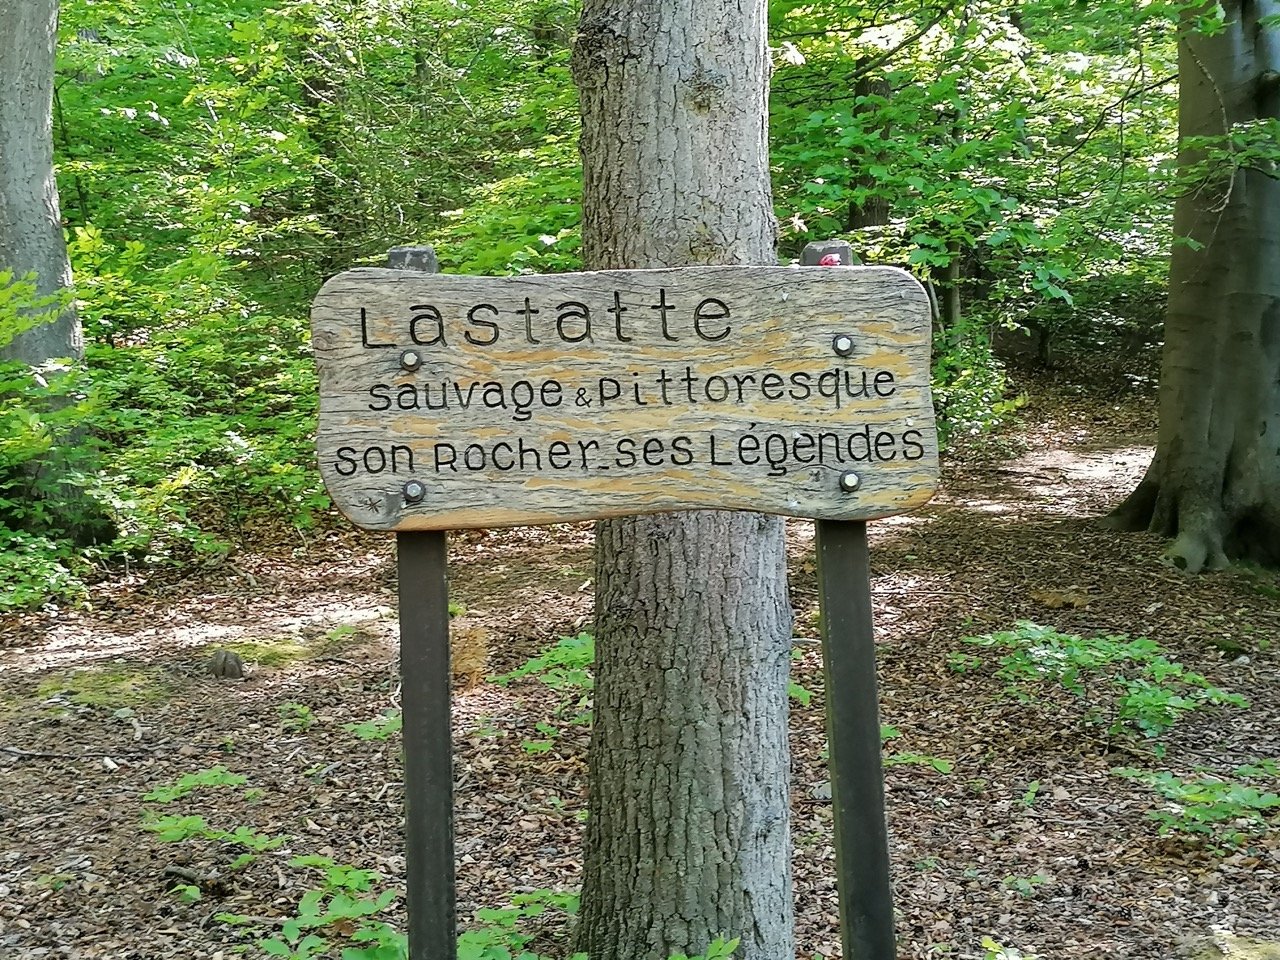 Lastatte
sauvage & pittoresque
son Rocher_ses Légendes